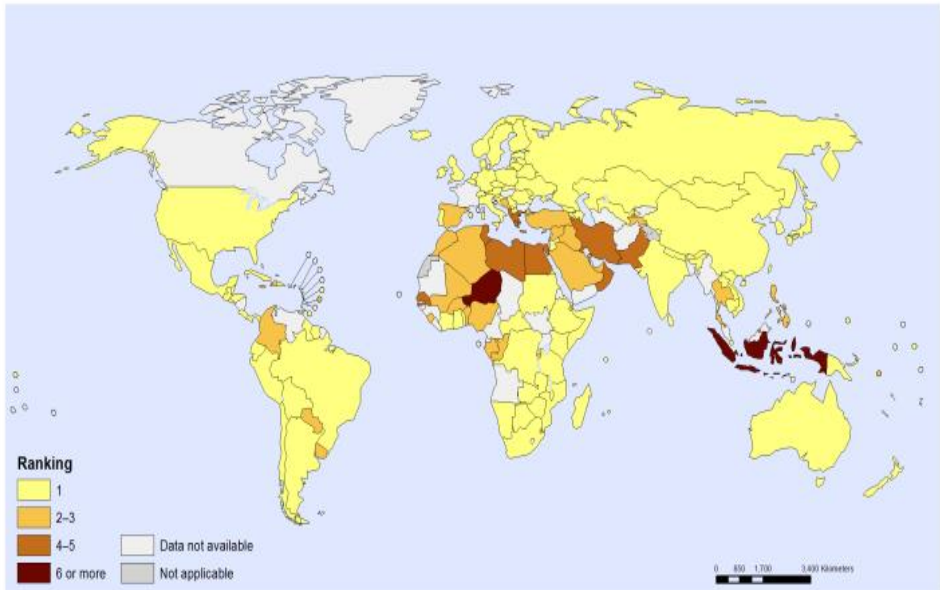 Ranking
1
2–3
4–5
6 or more
Data not available
Not applicable
0 850 1,700 3,400 Kilometers